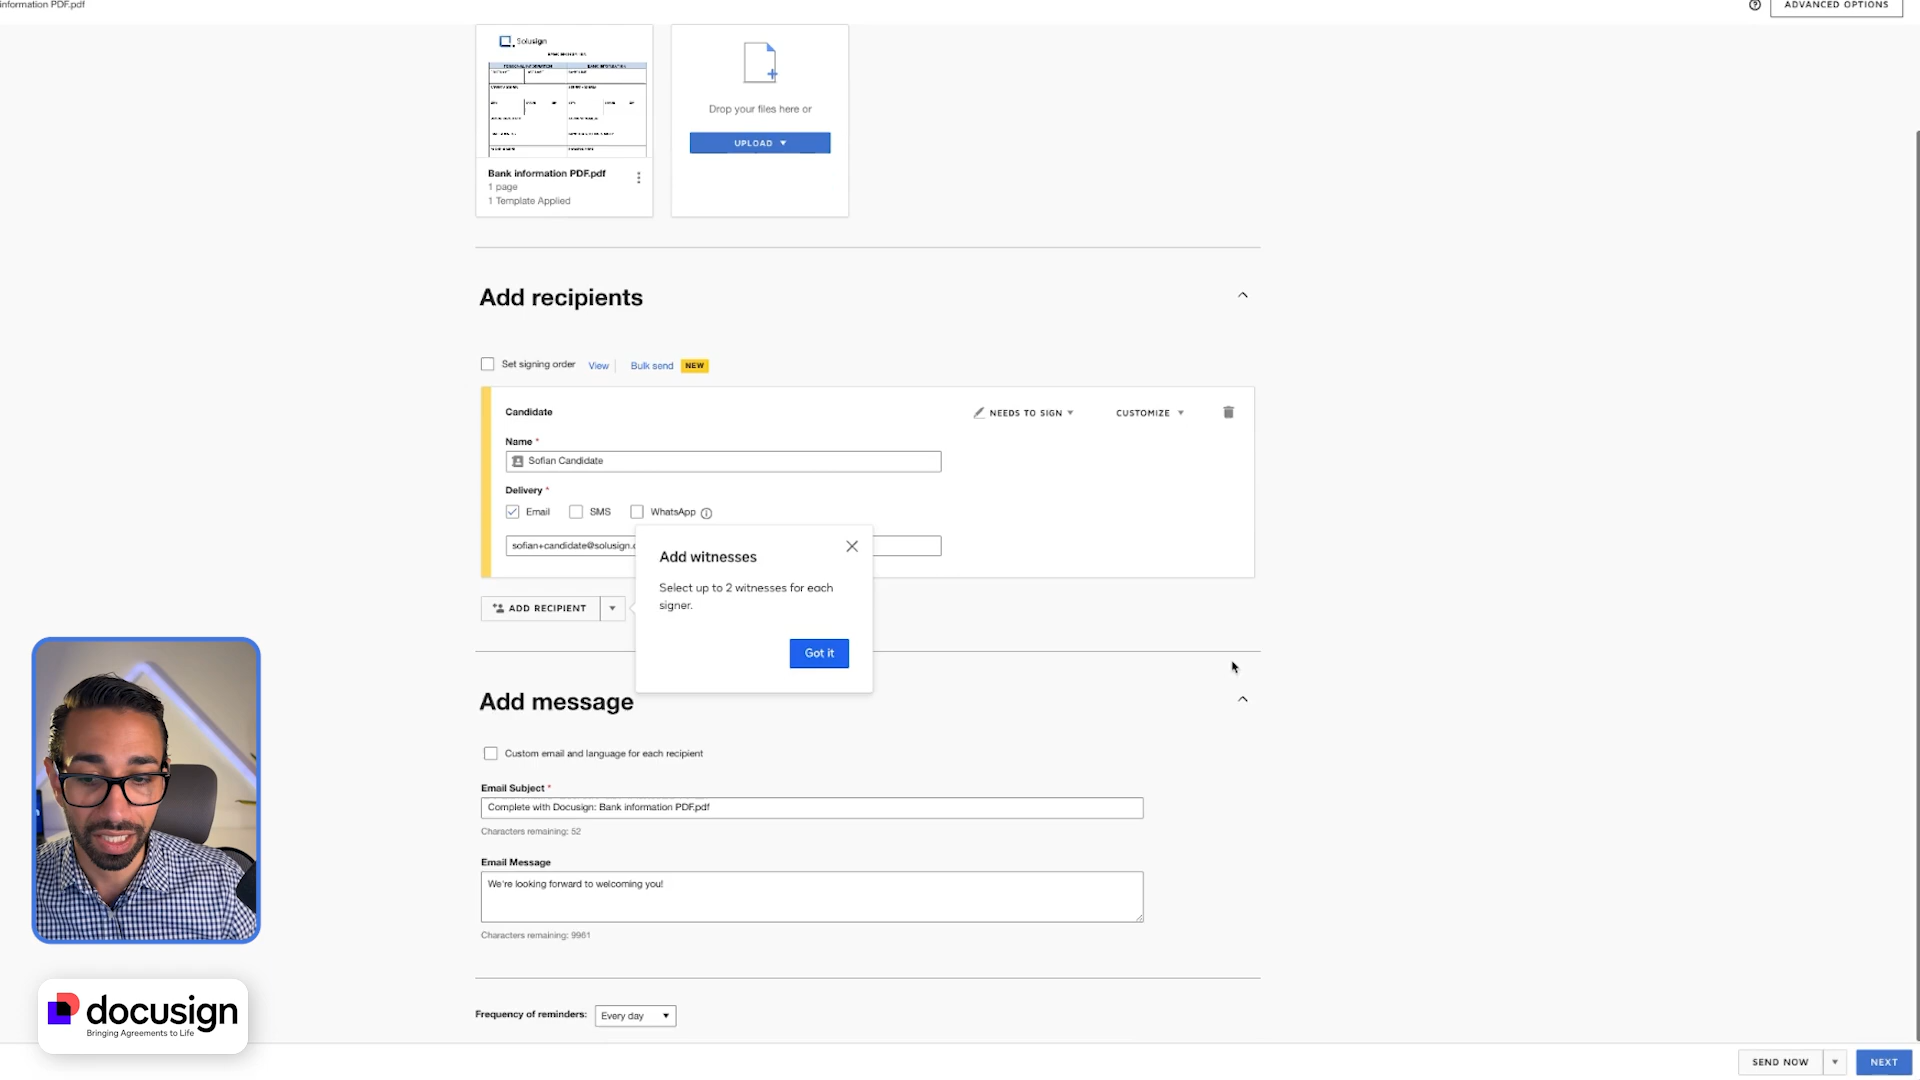 information PDF.pdf
ADVANCED OPTIONS
Solusign
PERSONAL INFORMATION BANK INFORMATION
Drop your files here or
UPLOAD
Bank information PDF.pdf
1 page
1 Template Applied
Add recipients
Set signing order View Bulk send NEW
Candidate NEEDS TO SIGN CUSTOMIZE
Name *
Sofian Candidate
Delivery *
Email SMS WhatsApp
sofian+candidate@solusign.c
Add witnesses
Select up to 2 witnesses for each
signer.
ADD RECIPIENT
Got it
Add message
Custom email and language for each recipient
Email Subject *
Complete with Docusign: Bank information PDF.pdf
Characters remaining: 52
Email Message
We're looking forward to welcoming you!
Characters remaining: 9961
Frequency of reminders: Every day
docusign
Bringing Agreements to Life
SEND NOW NEXT